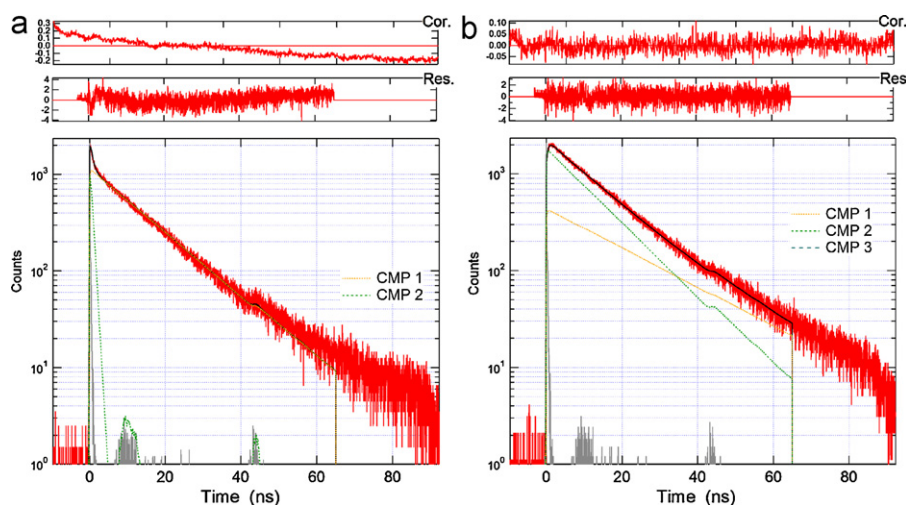 a
Cor.
0.3
0.2
0.1
0.0
-0.1
-0.2
Res.
4
2
0
-2
-4
10³
10²
10¹
10⁰
Counts
CMP 1
CMP 2
0 20 40 60 80
Time (ns)
b
Cor.
0.10
0.05
0.00
-0.05
Res.
4
2
0
-2
-4
10³
10²
10¹
10⁰
Counts
CMP 1
CMP 2
CMP 3
0 20 40 60 80
Time (ns)